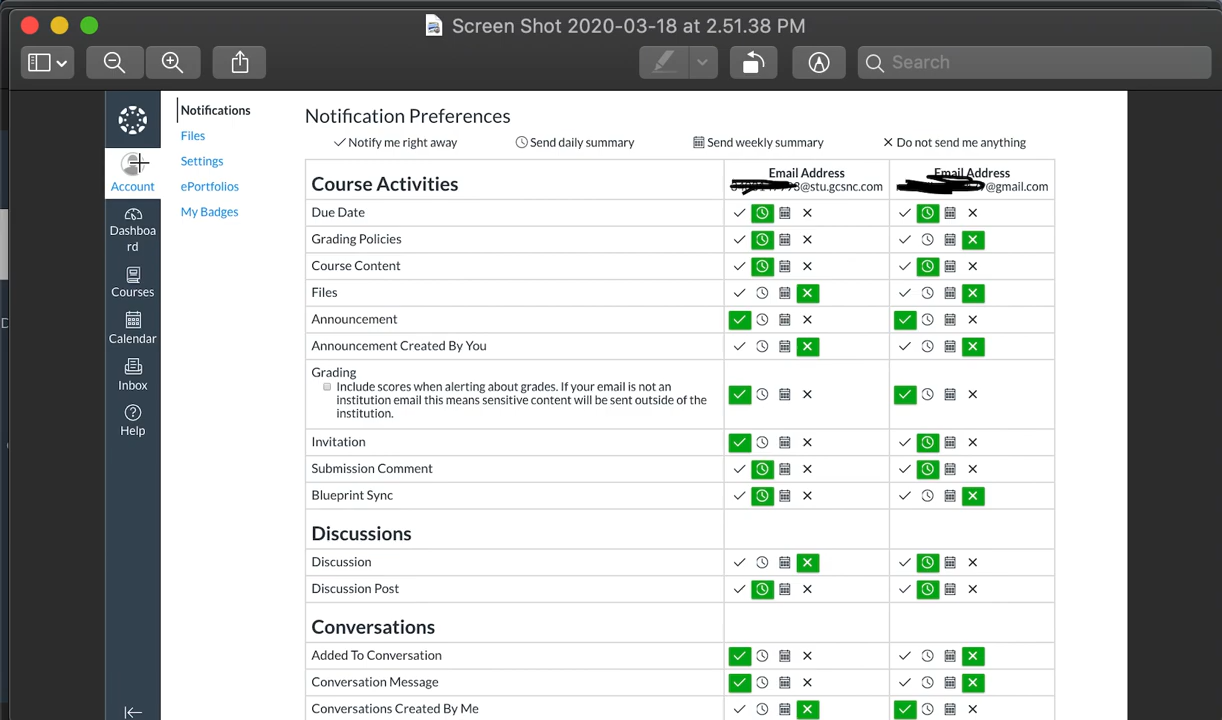 Screen Shot 2020-03-18 at 2.51.38 PM
Search
Notifications
Files
Settings
ePortfolios
My Badges
Account
Dashboa
rd
Courses
Calendar
Inbox
Help
Notification Preferences
Notify me right away Send daily summary Send weekly summary Do not send me anything
Course Activities
Email Address
@stu.gcsnc.com
Email Address
@gmail.com
Due Date
Grading Policies
Course Content
Files
Announcement
Announcement Created By You
Grading
Include scores when alerting about grades. If your email is not an
institution email this means sensitive content will be sent outside of the
institution.
Invitation
Submission Comment
Blueprint Sync
Discussions
Discussion
Discussion Post
Conversations
Added To Conversation
Conversation Message
Conversations Created By Me